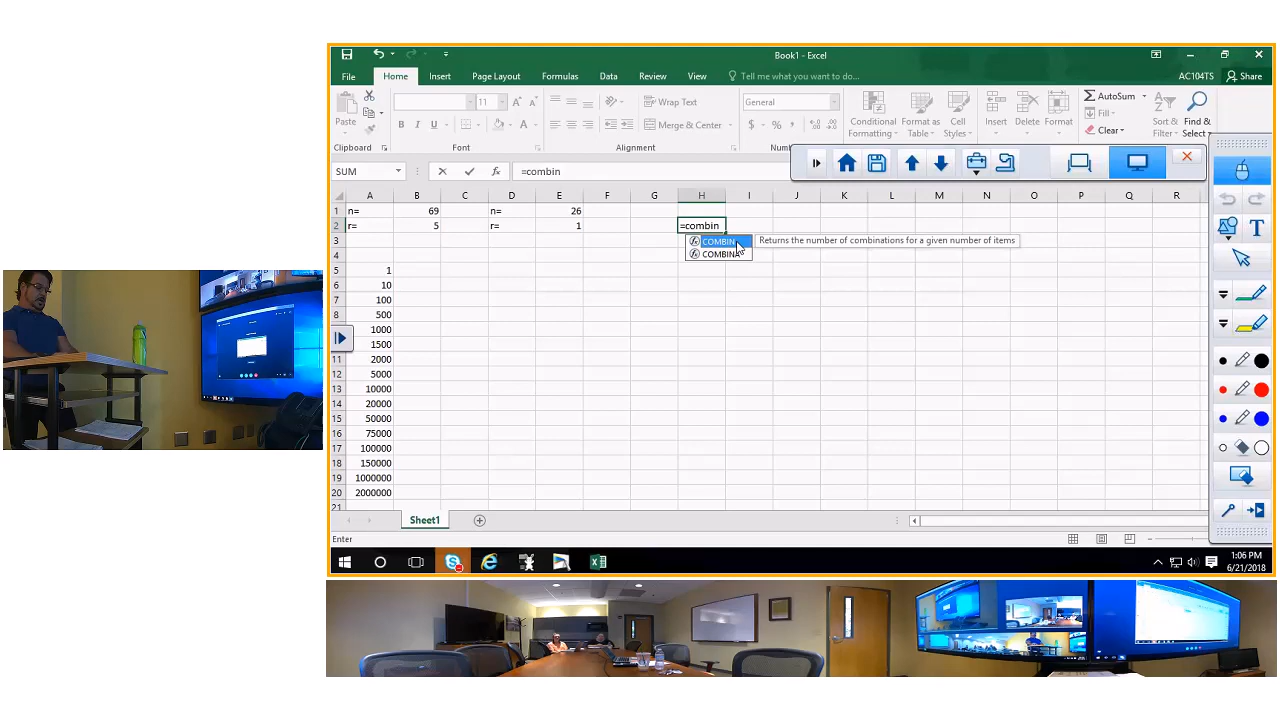 Book1 - Excel
File Home Insert Page Layout Formulas Data Review View Tell me what you want to do... AC104TS Share
Paste
11
Wrap Text
Merge & Center
General
Conditional Formatting
Format as Table
Cell Styles
Insert
Delete
Format
AutoSum
Fill
Clear
Sort & Filter
Find & Select
Clipboard Font Alignment
SUM =combin
A B C D E F G H I J K L M N O P Q R
1 n= 69 n= 26
2 r= 5 r= 1 =combin
3 COMBIN Returns the number of combinations for a given number of items
4 COMBINA
5 1
6 10
7 100
8 500
1000
1500
11 2000
12 5000
13 10000
14 20000
15 50000
16 75000
17 100000
18 150000
19 1000000
20 2000000
21
Sheet1
Enter
1:06 PM
6/21/2018